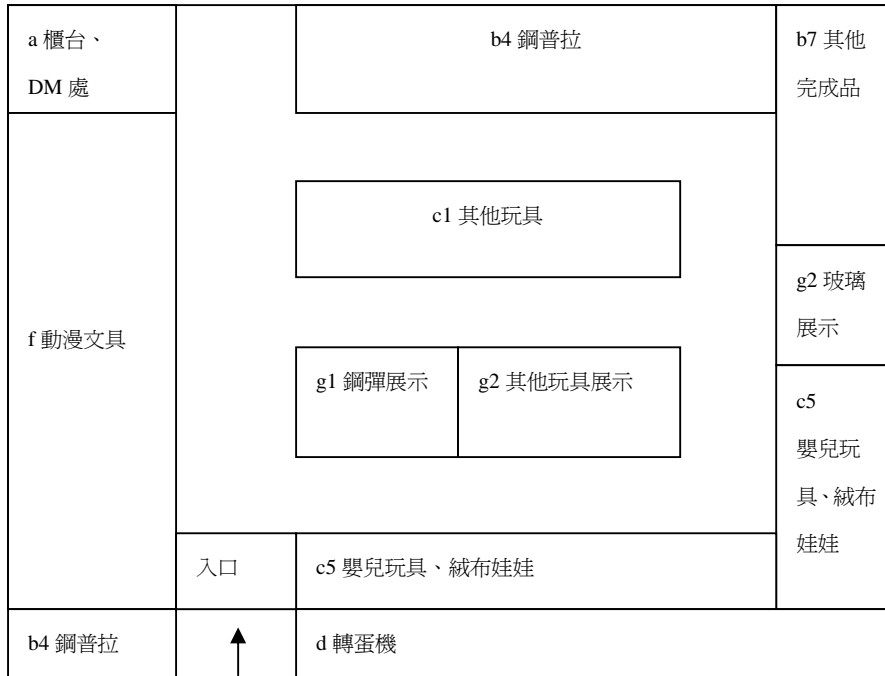 a 櫃台、
DM 處
b4 鋼普拉
b7 其他
完成品
c1 其他玩具
g2 玻璃
展示
f 動漫文具
g1 鋼彈展示
g2 其他玩具展示
c5
嬰兒玩
具、絨布
娃娃
入口
c5 嬰兒玩具、絨布娃娃
b4 鋼普拉
d 轉蛋機